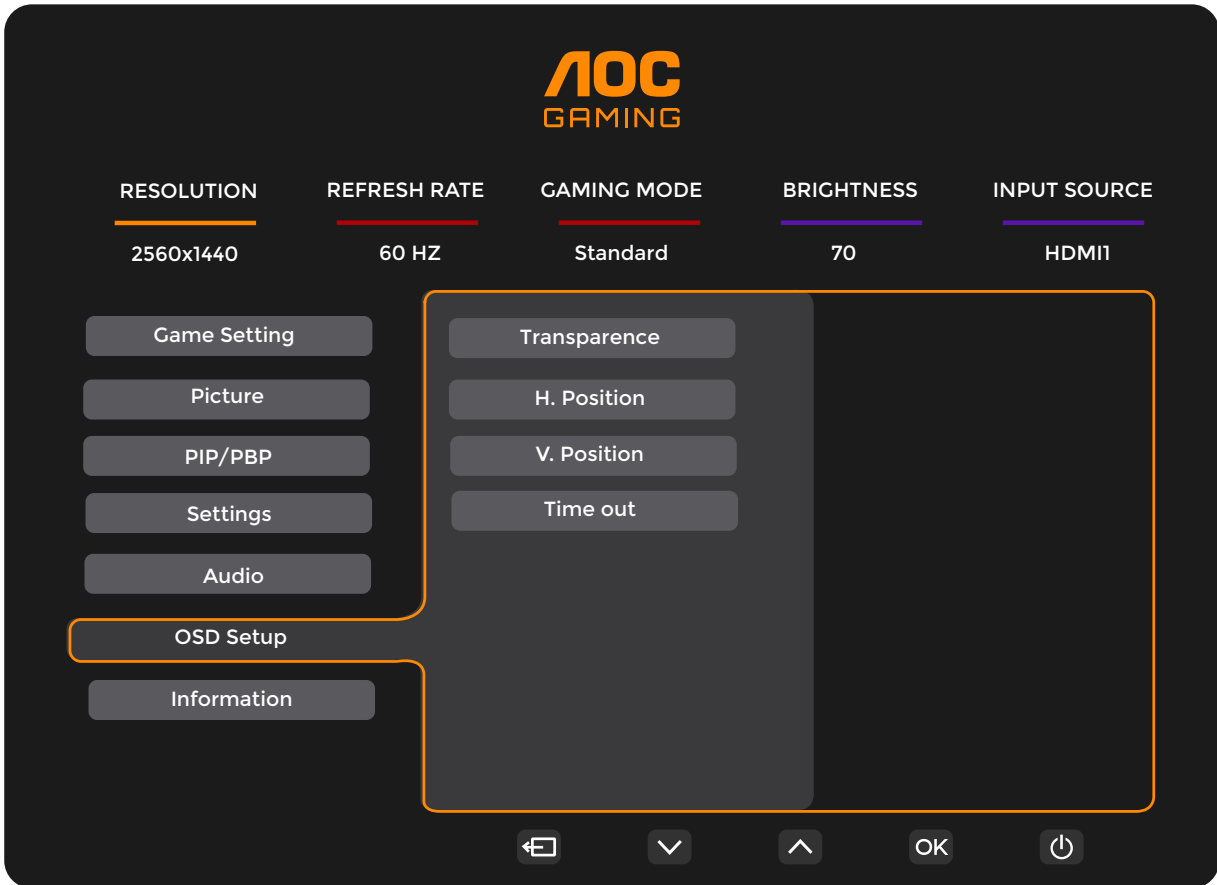 AOC
GAMING
RESOLUTION REFRESH RATE GAMING MODE BRIGHTNESS INPUT SOURCE
2560x1440 60 HZ Standard 70 HDMI1
Game Setting Transparence
Picture H. Position
PIP/PBP V. Position
Settings Time out
Audio
OSD Setup
Information
OK